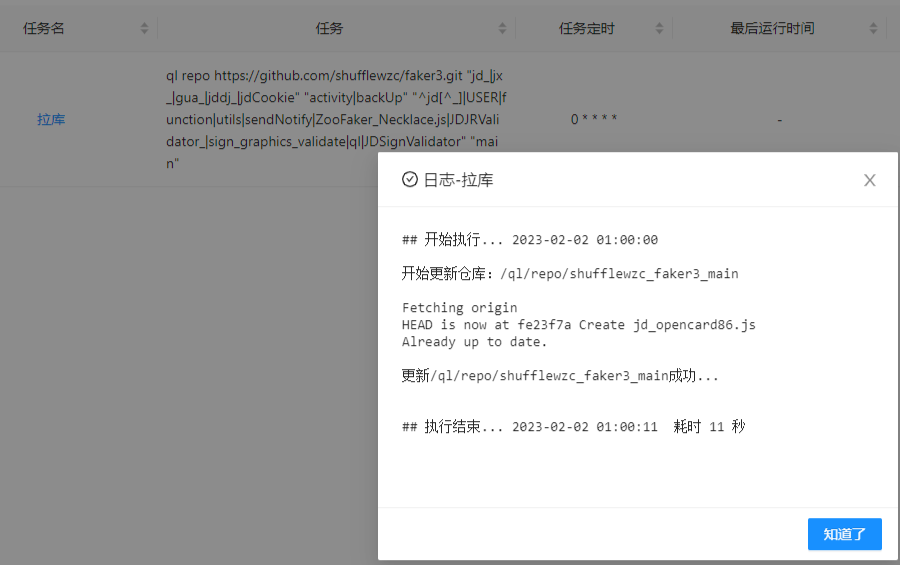 任务名 任务 任务定时 最后运行时间
ql repo https://github.com/shufflewzc/faker3.git "jd_|jx
_|gua_|jddj_|jdCookie" "activity|backUp" "^jd[^_]|USER|f
拉库 unction|utils|sendNotify|ZooFaker_Necklace.js|JDJRVali 0 * * * * -
dator_|sign_graphics_validate|ql|JDSignValidator" "mai
n"
日志-拉库
## 开始执行... 2023-02-02 01:00:00
开始更新仓库：/ql/repo/shufflewzc_faker3_main
Fetching origin
HEAD is now at fe23f7a Create jd_opencard86.js
Already up to date.
更新/ql/repo/shufflewzc_faker3_main成功...
## 执行结束... 2023-02-02 01:00:11 耗时 11 秒
知道了